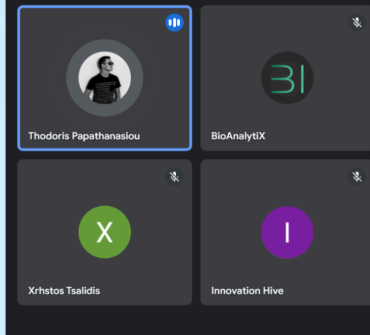 Thodoris Papathanasiou
BI
BioAnalytiX
X
Xrhstos Tsalidis
I
Innovation Hive